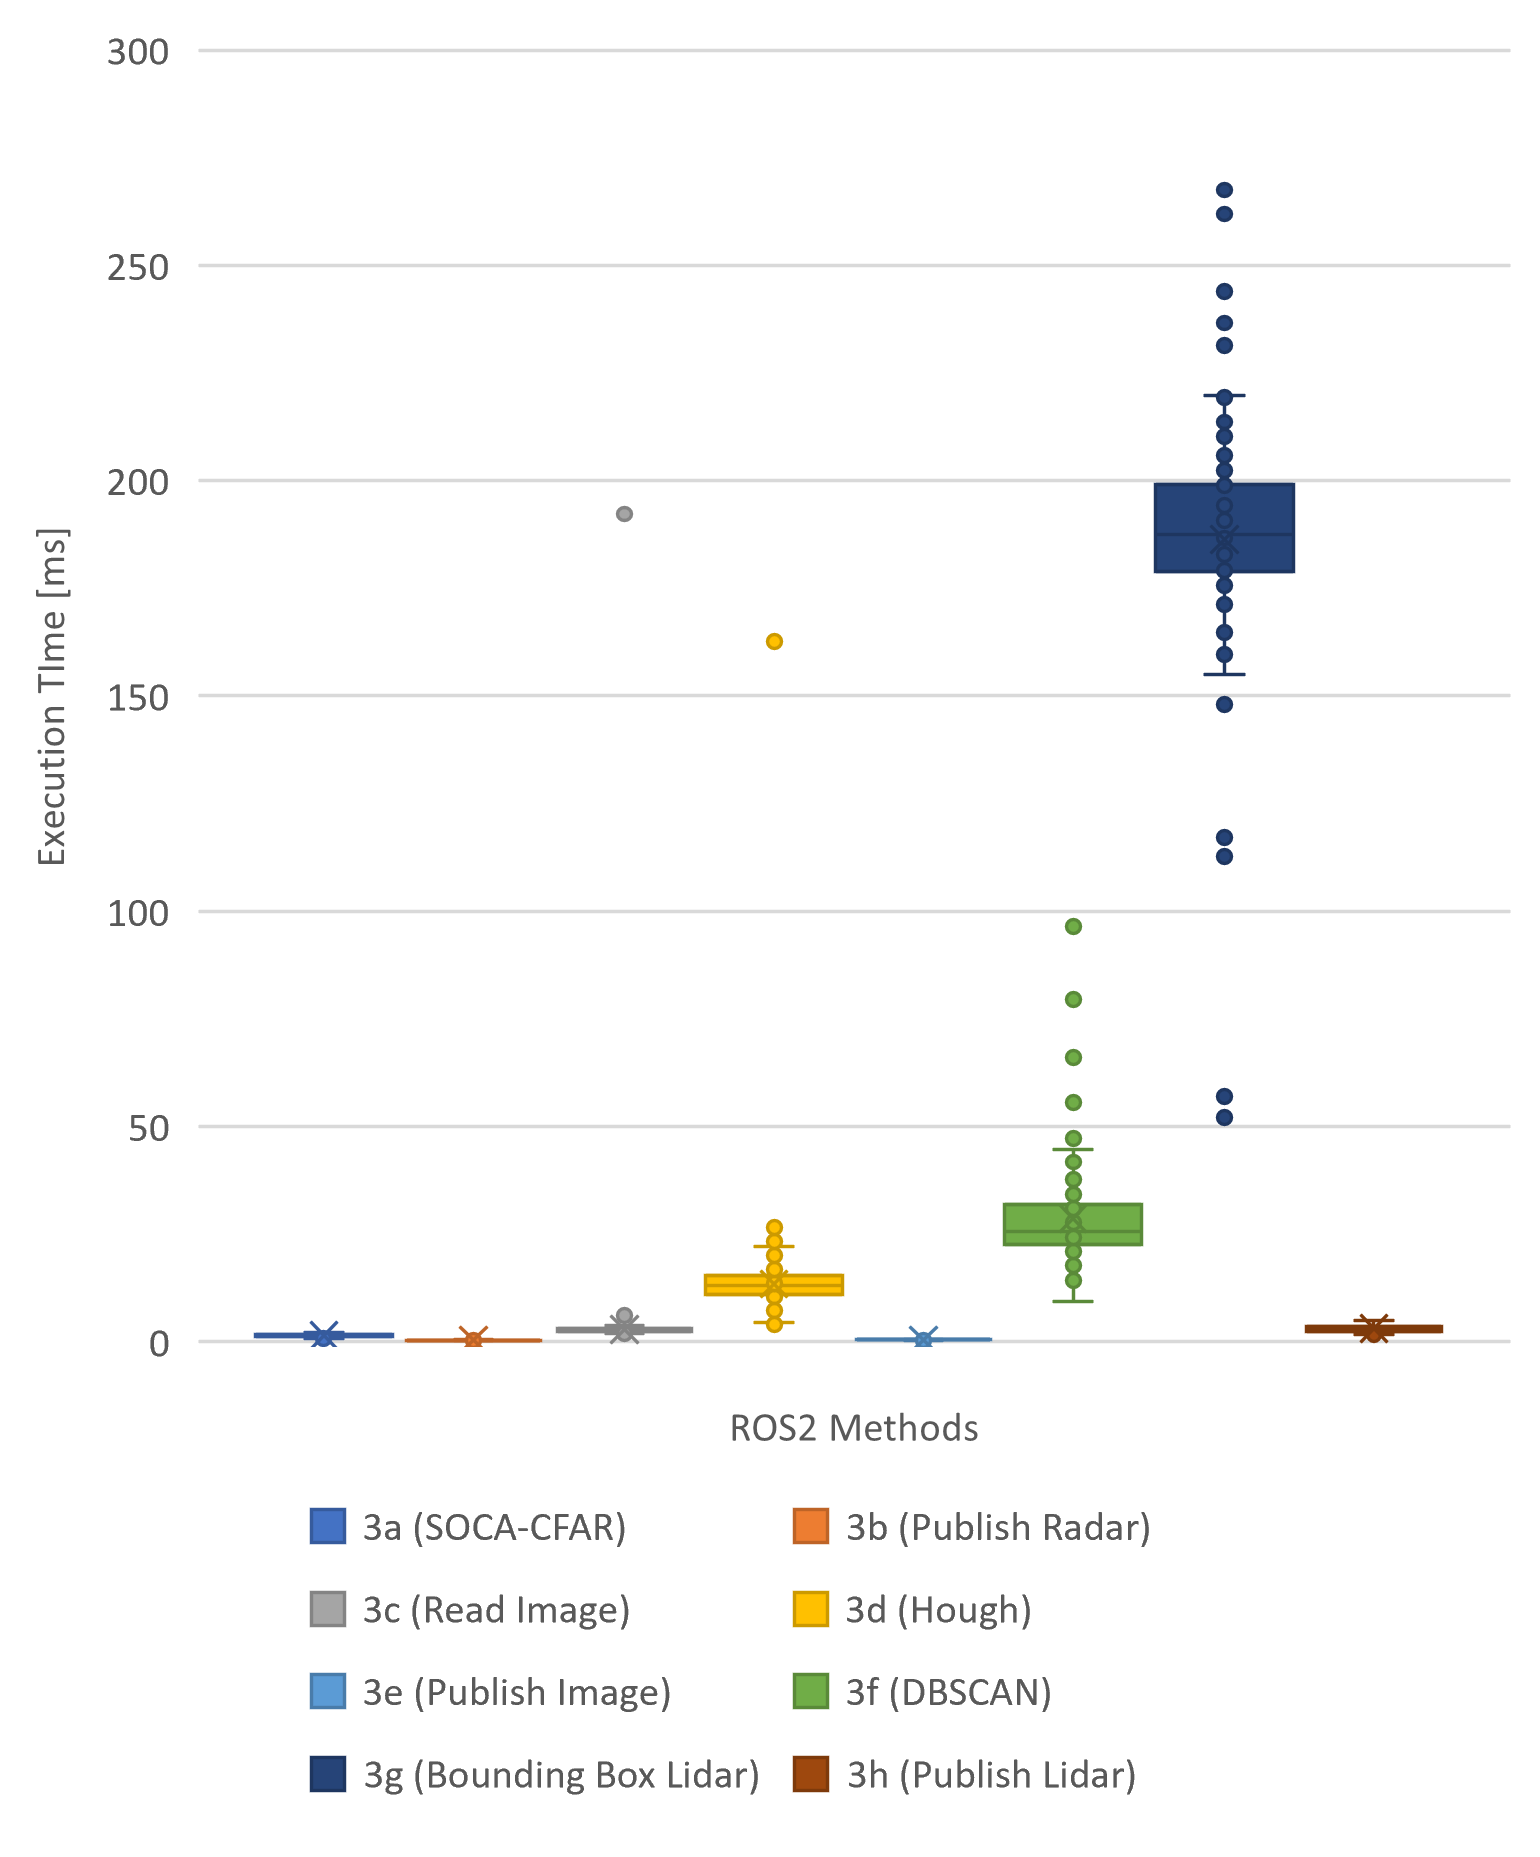 300
250
200
150
100
50
0
Execution TIme [ms]
ROS2 Methods
3a (SOCA-CFAR)
3b (Publish Radar)
3c (Read Image)
3d (Hough)
3e (Publish Image)
3f (DBSCAN)
3g (Bounding Box Lidar)
3h (Publish Lidar)